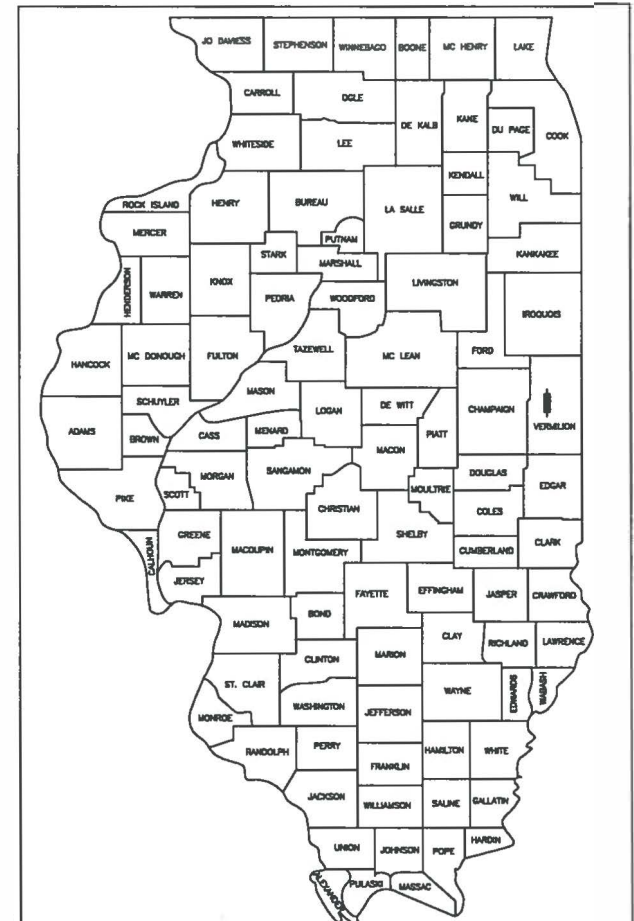 JO DAVIESS
STEPHENSON
WINNEBAGO
BOONE
MC HENRY
LAKE
CARROLL
OGLE
DE KALB
KANE
DU PAGE
COOK
WHITESIDE
LEE
KENDALL
ROCK ISLAND
HENRY
BUREAU
LA SALLE
WILL
MERCER
PUTNAM
GRUNDY
STARK
MARSHALL
KANKAKEE
HENDERSON
WARREN
KNOX
PEORIA
WOODFORD
LIVINGSTON
IROQUOIS
HANCOCK
MC DONOUGH
FULTON
TAZEWELL
MC LEAN
FORD
SCHUYLER
MASON
LOGAN
DE WITT
CHAMPAIGN
VERMILION
ADAMS
BROWN
CASS
MENARD
MACON
PIATT
PIKE
SCOTT
MORGAN
SANGAMON
MOULTRIE
DOUGLAS
EDGAR
CHRISTIAN
COLES
CALHOUN
GREENE
MACOUPIN
MONTGOMERY
SHELBY
CUMBERLAND
CLARK
JERSEY
FAYETTE
EFFINGHAM
JASPER
CRAWFORD
MADISON
BOND
CLAY
RICHLAND
LAWRENCE
CLINTON
MARION
ST. CLAIR
WAYNE
EDWARDS
WABASH
MONROE
WASHINGTON
JEFFERSON
RANDOLPH
PERRY
HAMILTON
WHITE
FRANKLIN
JACKSON
WILLIAMSON
SALINE
GALLATIN
UNION
JOHNSON
POPE
HARDIN
ALEXANDER
PULASKI
MASSAC